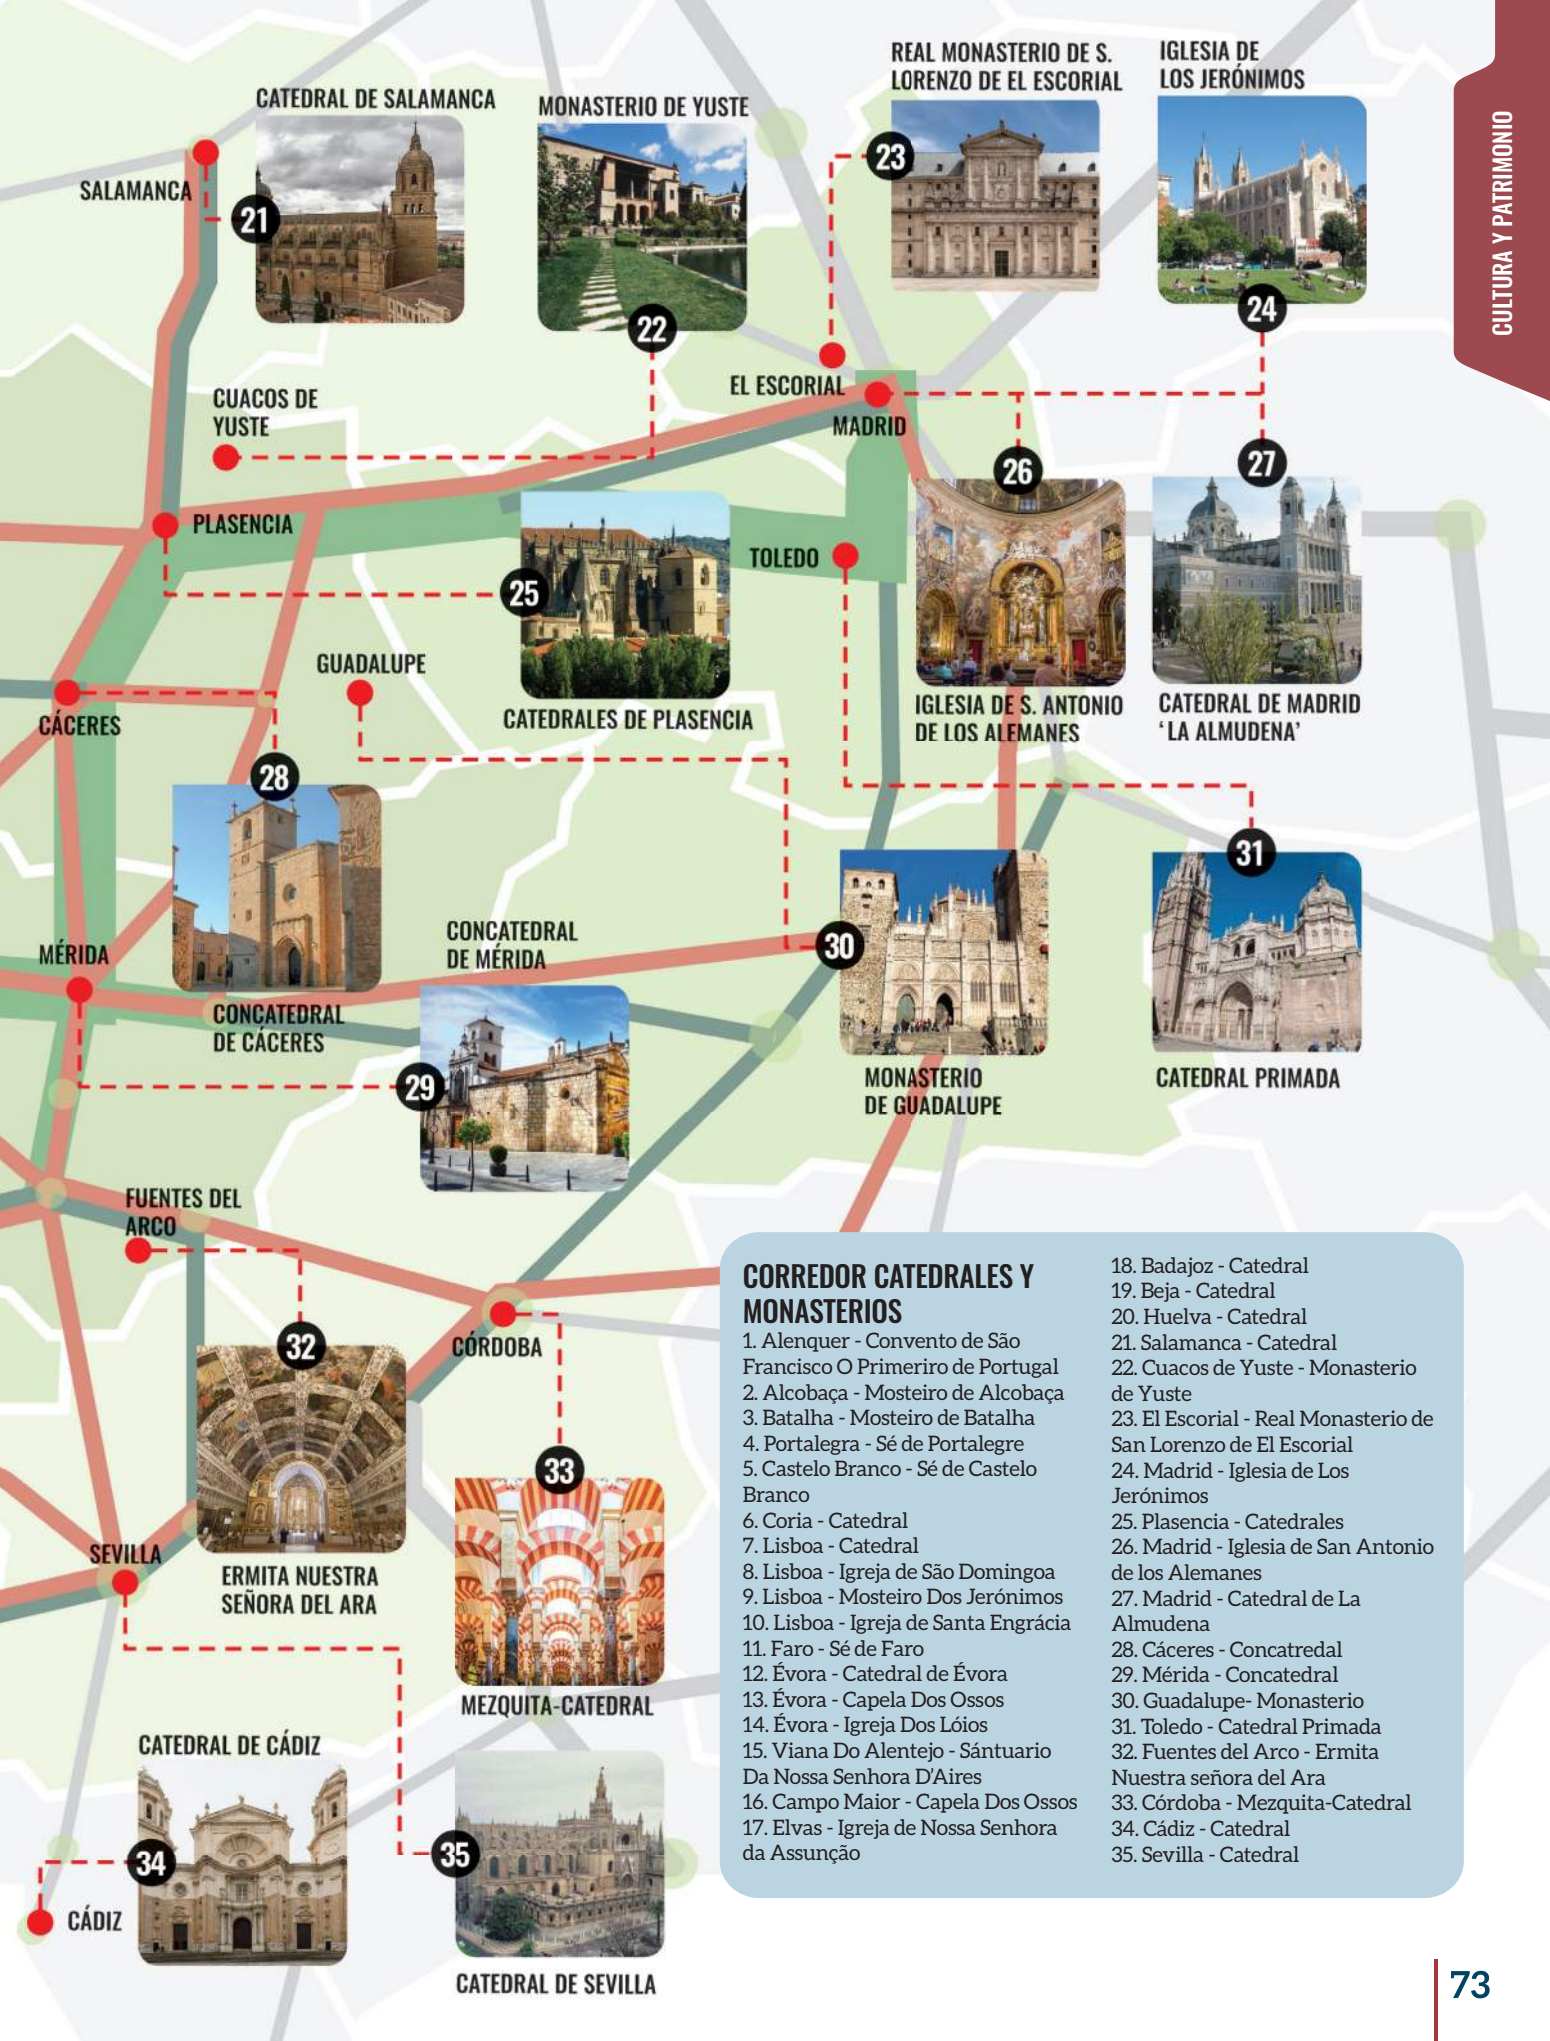 CULTURA Y PATRIMONIO
REAL MONASTERIO DE S.
LORENZO DE EL ESCORIAL
IGLESIA DE
LOS JERÓNIMOS
CATEDRAL DE SALAMANCA
MONASTERIO DE YUSTE
23
SALAMANCA
21
24
22
EL ESCORIAL
MADRID
CUACOS DE
YUSTE
26
27
PLASENCIA
TOLEDO
25
GUADALUPE
CÁCERES
CATEDRALES DE PLASENCIA
IGLESIA DE S. ANTONIO
DE LOS ALEMANES
CATEDRAL DE MADRID
‘LA ALMUDENA’
28
31
CONCATEDRAL
DE MÉRIDA
30
MÉRIDA
CONCATEDRAL
DE CÁCERES
29
MONASTERIO
DE GUADALUPE
CATEDRAL PRIMADA
FUENTES DEL
ARCO
32
CÓRDOBA
33
SEVILLA
ERMITA NUESTRA
SEÑORA DEL ARA
MEZQUITA-CATEDRAL
CATEDRAL DE CÁDIZ
34
35
CÁDIZ
CATEDRAL DE SEVILLA
CORREDOR CATEDRALES Y
MONASTERIOS
1. Alenquer - Convento de São
Francisco O Primeriro de Portugal
2. Alcobaça - Mosteiro de Alcobaça
3. Batalha - Mosteiro de Batalha
4. Portalegra - Sé de Portalegre
5. Castelo Branco - Sé de Castelo
Branco
6. Coria - Catedral
7. Lisboa - Catedral
8. Lisboa - Igreja de São Domingoa
9. Lisboa - Mosteiro Dos Jerónimos
10. Lisboa - Igreja de Santa Engrácia
11. Faro - Sé de Faro
12. Évora - Catedral de Évora
13. Évora - Capela Dos Ossos
14. Évora - Igreja Dos Lóios
15. Viana Do Alentejo - Sántuario
Da Nossa Senhora D’Aires
16. Campo Maior - Capela Dos Ossos
17. Elvas - Igreja de Nossa Senhora
da Assunção
18. Badajoz - Catedral
19. Beja - Catedral
20. Huelva - Catedral
21. Salamanca - Catedral
22. Cuacos de Yuste - Monasterio
de Yuste
23. El Escorial - Real Monasterio de
San Lorenzo de El Escorial
24. Madrid - Iglesia de Los
Jerónimos
25. Plasencia - Catedrales
26. Madrid - Iglesia de San Antonio
de los Alemanes
27. Madrid - Catedral de La
Almudena
28. Cáceres - Concatredal
29. Mérida - Concatedral
30. Guadalupe- Monasterio
31. Toledo - Catedral Primada
32. Fuentes del Arco - Ermita
Nuestra señora del Ara
33. Córdoba - Mezquita-Catedral
34. Cádiz - Catedral
35. Sevilla - Catedral
73